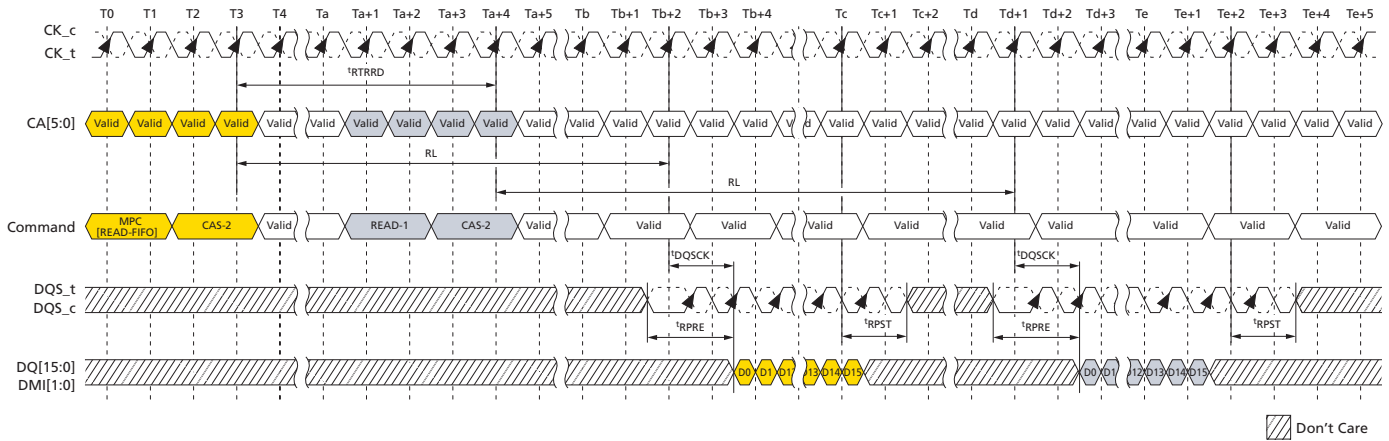 T0 T1 T2 T3 T4 Ta Ta+1 Ta+2 Ta+3 Ta+4 Ta+5 Tb Tb+1 Tb+2 Tb+3 Tb+4 Tc Tc+1 Tc+2 Td Td+1 Td+2 Td+3 Te Te+1 Te+2 Te+3 Te+4 Te+5
CK_c
CK_t
tRTRRD
CA[5:0] Valid Valid Valid Valid Valid Valid Valid Valid Valid Valid Valid Valid Valid Valid Valid Valid Valid Valid Valid Valid Valid Valid Valid Valid Valid Valid Valid Valid
RL
RL
Command MPC [READ-FIFO] CAS-2 Valid READ-1 CAS-2 Valid Valid Valid Valid Valid Valid Valid Valid Valid Valid
tDQSCK tDQSCK
DQS_t
DQS_c
tRPRE tRPST tRPRE tRPST
DQ[15:0] D0 D1 D13 D14 D15 D0 D1 D12 D13 D14 D15
DMI[1:0]
Don't Care